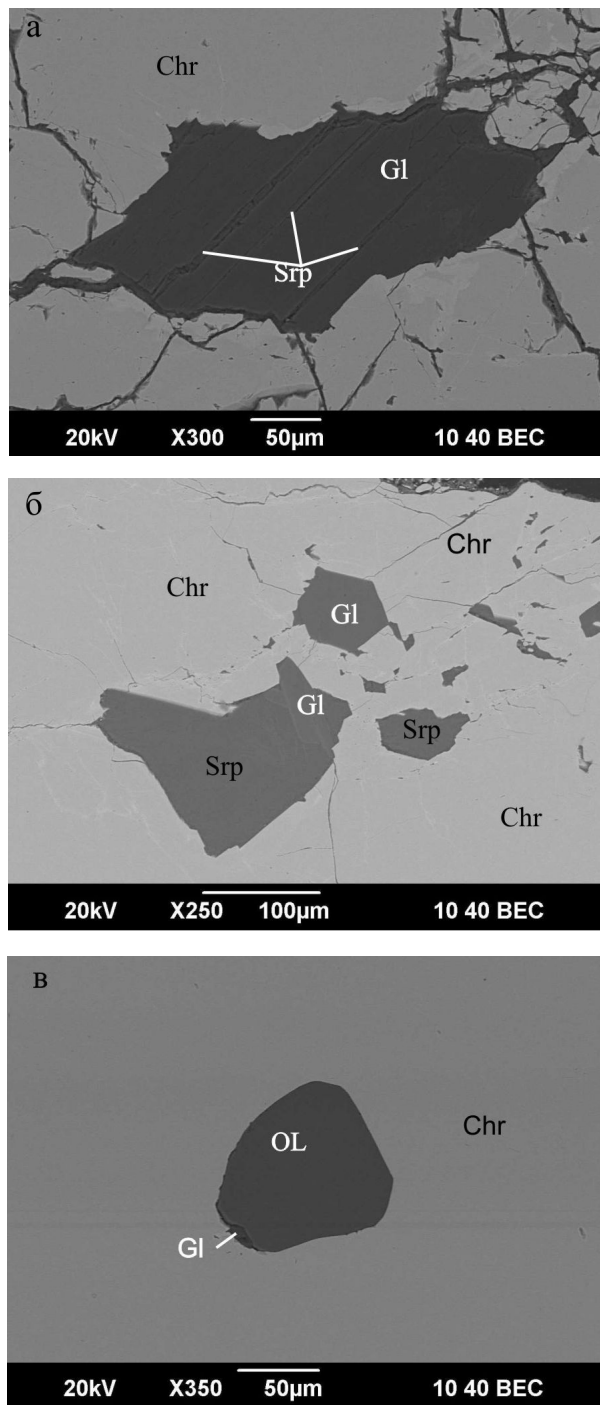 а
Chr
Gl
Srp
20kV X300 50µm 10 40 BEC
б
Chr
Chr
Gl
Gl
Srp
Srp
Chr
20kV X250 100µm 10 40 BEC
в
OL
Chr
Gl
20kV X350 50µm 10 40 BEC